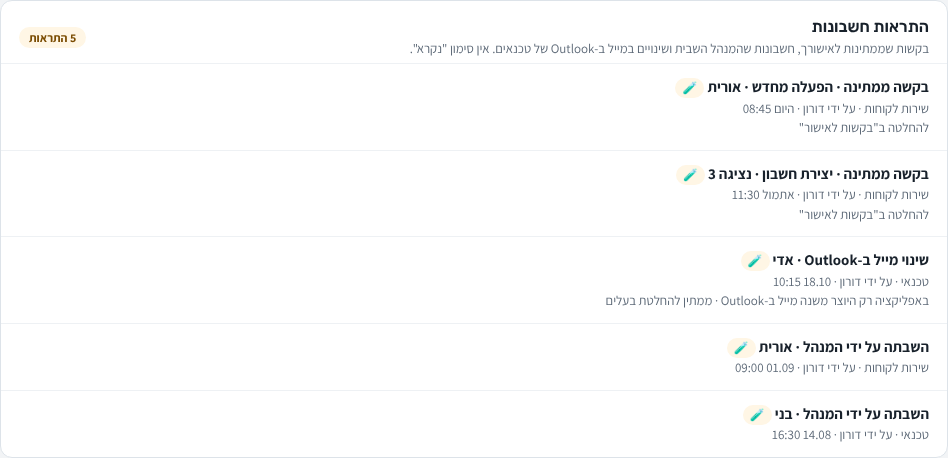 התראות חשבונות
5 התראות
בקשות שממתינות לאישורך, חשבונות שהמנהל השבית ושינויים במייל ב-Outlook של טכנאים. אין סימון "נקרא".
בקשה ממתינה · הפעלה מחדש · אורית
שירות לקוחות · על ידי דורון · היום 08:45
להחלטה ב"בקשות לאישור"
בקשה ממתינה · יצירת חשבון · נציגה 3
שירות לקוחות · על ידי דורון · אתמול 11:30
להחלטה ב"בקשות לאישור"
שינוי מייל ב-Outlook · אדי
טכנאי · על ידי דורון · 18.10 10:15
באפליקציה רק היוצר משנה מייל ב-Outlook · ממתין להחלטת בעלים
השבתה על ידי המנהל · אורית
שירות לקוחות · על ידי דורון · 01.09 09:00
השבתה על ידי המנהל · בני
טכנאי · על ידי דורון · 14.08 16:30